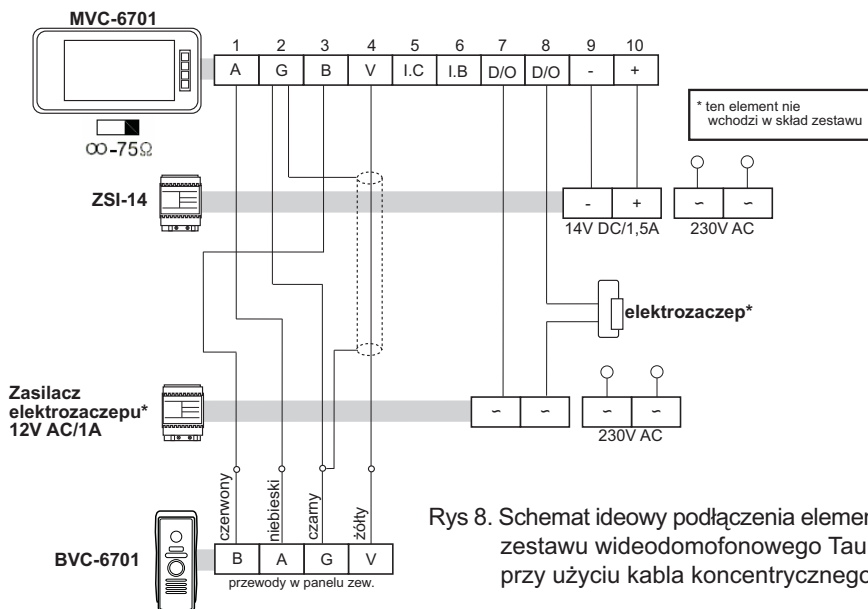 MVC-6701
1 2 3 4 5 6 7 8 9 10
A G B V I.C I.B D/O D/O - +
* ten element nie
wchodzi w skład zestawu
∞-75Ω
ZSI-14
- + ~ ~
14V DC/1,5A 230V AC
elektrozaczep*
Zasilacz
elektrozaczepu*
12V AC/1A
~ ~ ~ ~
230V AC
czerwony
niebieski
czarny
żółty
BVC-6701
B A G V
przewody w panelu zew.
Rys 8. Schemat ideowy podłączenia elemen
zestawu wideodomofonowego Tau
przy użyciu kabla koncentrycznego